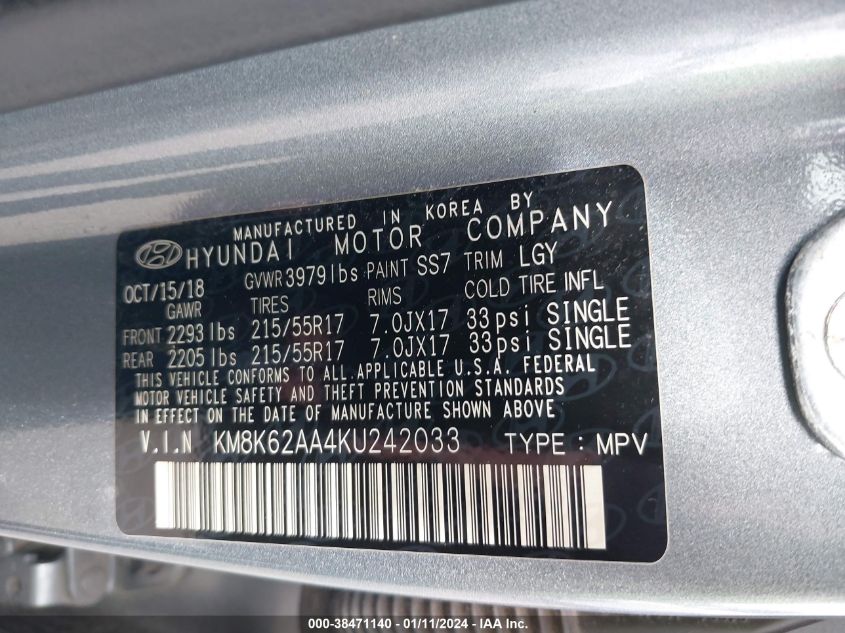 MANUFACTURED IN KOREA BY
HYUNDAI MOTOR COMPANY
OCT/15/18 GVWR 3979lbs PAINT SS7 TRIM LGY
GAWR TIRES RIMS COLD TIRE INFL
FRONT 2293 lbs 215/55R17 7.0JX17 33psi SINGLE
REAR 2205 lbs 215/55R17 7.0JX17 33psi SINGLE
THIS VEHICLE CONFORMS TO ALL APPLICABLE U.S.A. FEDERAL
MOTOR VEHICLE SAFETY AND THEFT PREVENTION STANDARDS
IN EFFECT ON THE DATE OF MANUFACTURE SHOWN ABOVE
V.I.N KM8K62AA4KU242033 TYPE : MPV
000-38471140 - 01/11/2024 - IAA Inc.